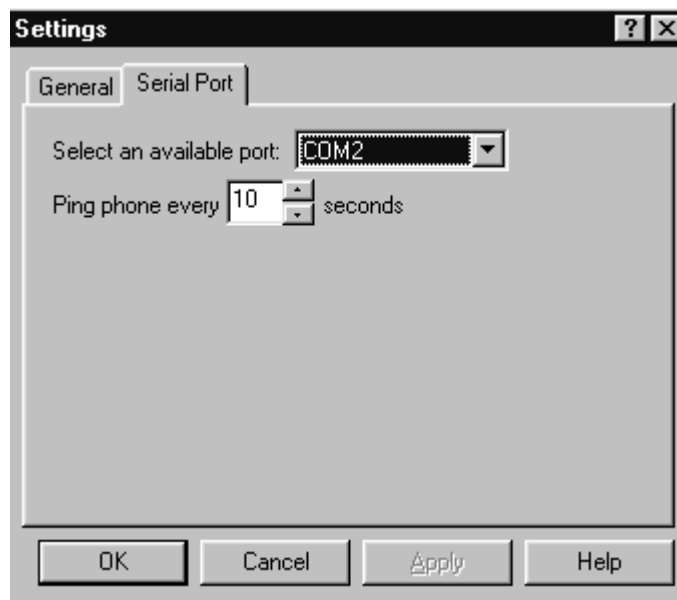 Settings
General Serial Port
Select an available port: COM2
Ping phone every 10 seconds
OK Cancel Apply Help